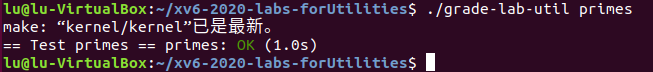 lu@lu-VirtualBox:~/xv6-2020-labs-forUtilities$ ./grade-lab-util primes
make: “kernel/kernel”已是最新。
== Test primes == primes: OK (1.0s)
lu@lu-VirtualBox:~/xv6-2020-labs-forUtilities$